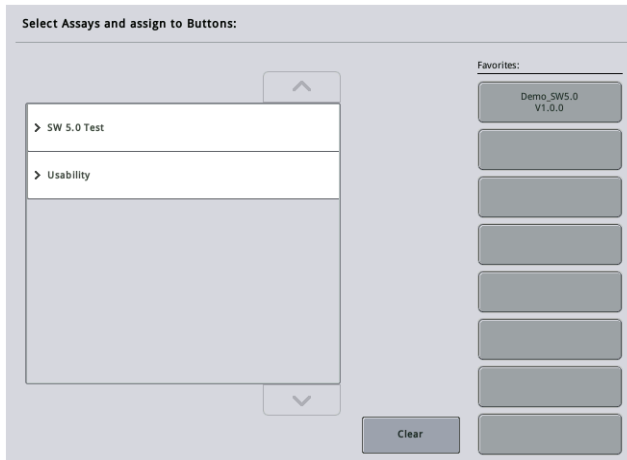 Select Assays and assign to Buttons:
Favorites:
Demo_SW5.0
V1.0.0
SW 5.0 Test
Usability
Clear